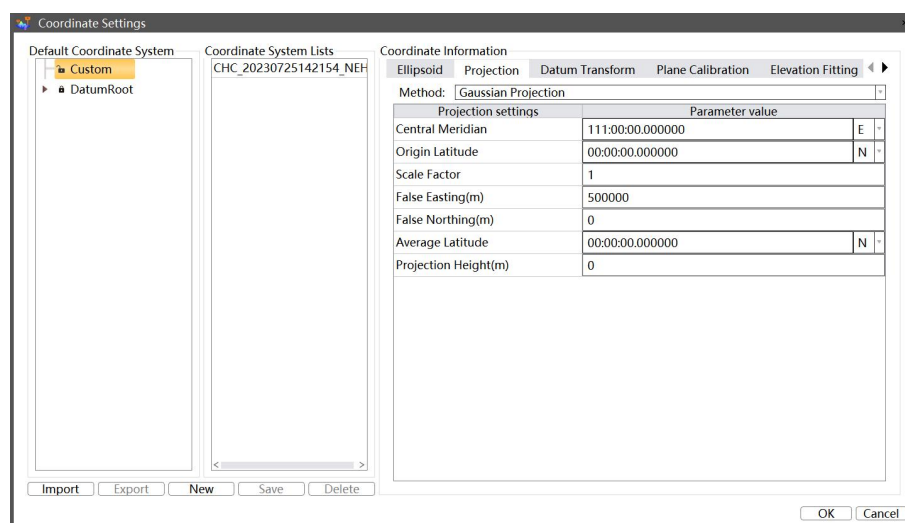 Coordinate Settings
Default Coordinate System
Custom
DatumRoot
Coordinate System Lists
CHC_20230725142154_NEH
Coordinate Information
Ellipsoid Projection Datum Transform Plane Calibration Elevation Fitting
Method: Gaussian Projection
Projection settings Parameter value
Central Meridian 111:00:00.000000 E
Origin Latitude 00:00:00.000000 N
Scale Factor 1
False Easting(m) 500000
False Northing(m) 0
Average Latitude 00:00:00.000000 N
Projection Height(m) 0
Import Export New Save Delete
OK Cancel